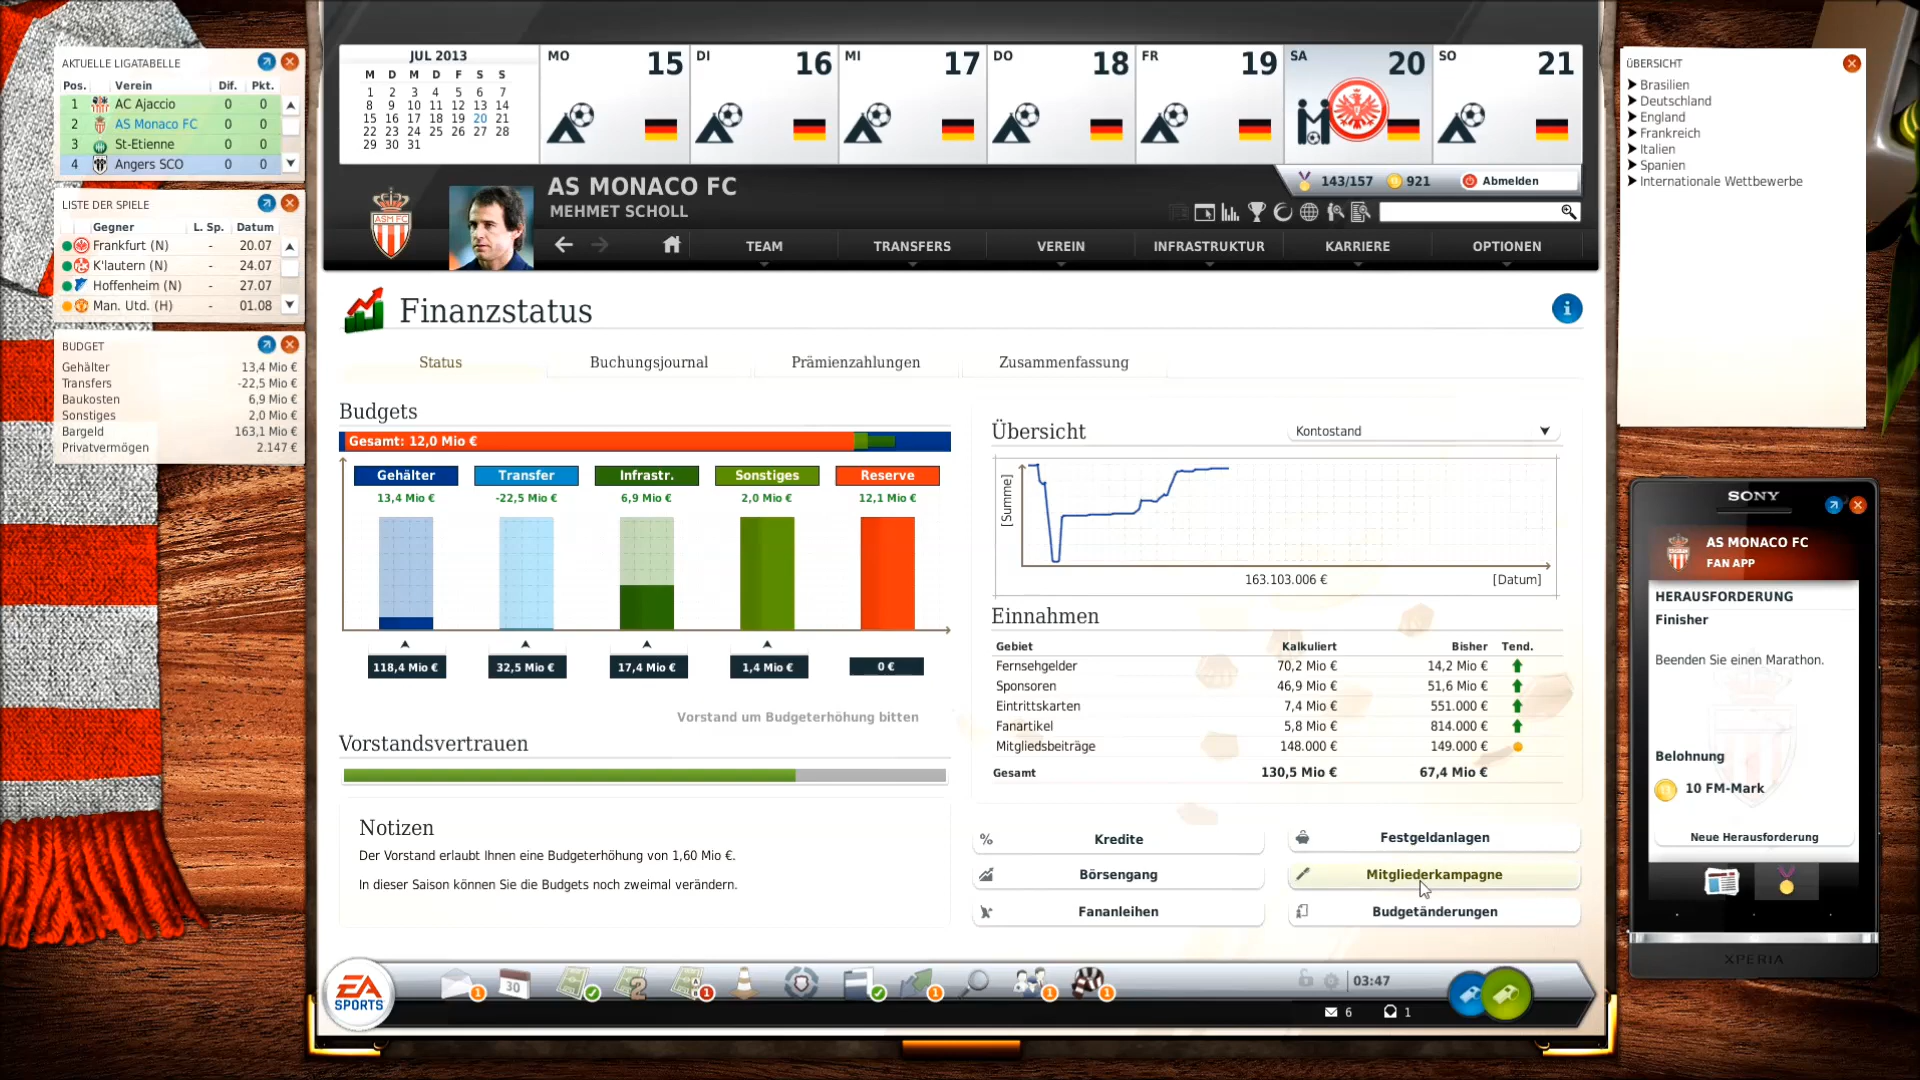 AKTUELLE LIGATABELLE
Pos. Verein Dif. Pkt.
1 AC Ajaccio 0 0
2 AS Monaco FC 0 0
3 St-Etienne 0 0
4 Angers SCO 0 0
LISTE DER SPIELE
Gegner L. Sp. Datum
Frankfurt (N) - 20.07
K'lautern (N) - 24.07
Hoffenheim (N) - 27.07
Man. Utd. (H) - 01.08
BUDGET
Gehälter 13,4 Mio €
Transfers -22,5 Mio €
Baukosten 6,9 Mio €
Sonstiges 2,0 Mio €
Bargeld 163,1 Mio €
Privatvermögen 2.147 €
JUL 2013
M D M D F S S
1 2 3 4 5 6 7
8 9 10 11 12 13 14
15 16 17 18 19 20 21
22 23 24 25 26 27 28
29 30 31
MO 15
DI 16
MI 17
DO 18
FR 19
SA 20
SO 21
AS MONACO FC
MEHMET SCHOLL
ASM FC
143/157 921 Abmelden
TEAM TRANSFERS VEREIN INFRASTRUKTUR KARRIERE OPTIONEN
Finanzstatus
Status Buchungsjournal Prämienzahlungen Zusammenfassung
Budgets
Gesamt: 12,0 Mio €
Gehälter Transfer Infrastr. Sonstiges Reserve
13,4 Mio € -22,5 Mio € 6,9 Mio € 2,0 Mio € 12,1 Mio €
118,4 Mio € 32,5 Mio € 17,4 Mio € 1,4 Mio € 0 €
Vorstand um Budgeterhöhung bitten
Vorstandsvertrauen
Notizen
Der Vorstand erlaubt Ihnen eine Budgeterhöhung von 1,60 Mio €.
In dieser Saison können Sie die Budgets noch zweimal verändern.
Übersicht
Kontostand
[Summe]
163.103.006 € [Datum]
Einnahmen
Gebiet Kalkuliert Bisher Tend.
Fernsehgelder 70,2 Mio € 14,2 Mio €
Sponsoren 46,9 Mio € 51,6 Mio €
Eintrittskarten 7,4 Mio € 551.000 €
Fanartikel 5,8 Mio € 814.000 €
Mitgliedsbeiträge 148.000 € 149.000 €
Gesamt 130,5 Mio € 67,4 Mio €
% Kredite
Festgeldanlagen
Börsengang
Mitgliederkampagne
Fananleihen
Budgetänderungen
EA SPORTS
1
30
2
1
1
1
1
03:47
6 1
ÜBERSICHT
Brasilien
Deutschland
England
Frankreich
Italien
Spanien
Internationale Wettbewerbe
SONY
AS MONACO FC
FAN APP
HERAUSFORDERUNG
Finisher
Beenden Sie einen Marathon.
Belohnung
10 FM-Mark
Neue Herausforderung
XPERIA